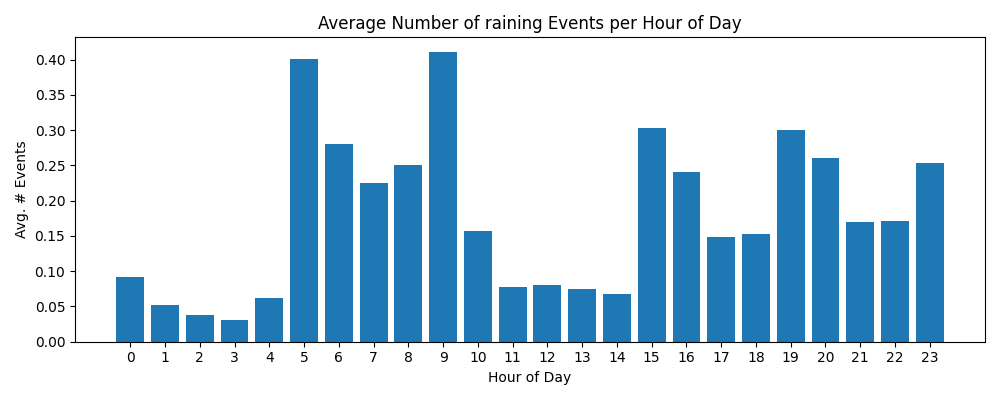 Average Number of raining Events per Hour of Day
0.40
0.35
0.30
0.25
0.20
0.15
0.10
0.05
0.00
Avg. # Events
0 1 2 3 4 5 6 7 8 9 10 11 12 13 14 15 16 17 18 19 20 21 22 23
Hour of Day